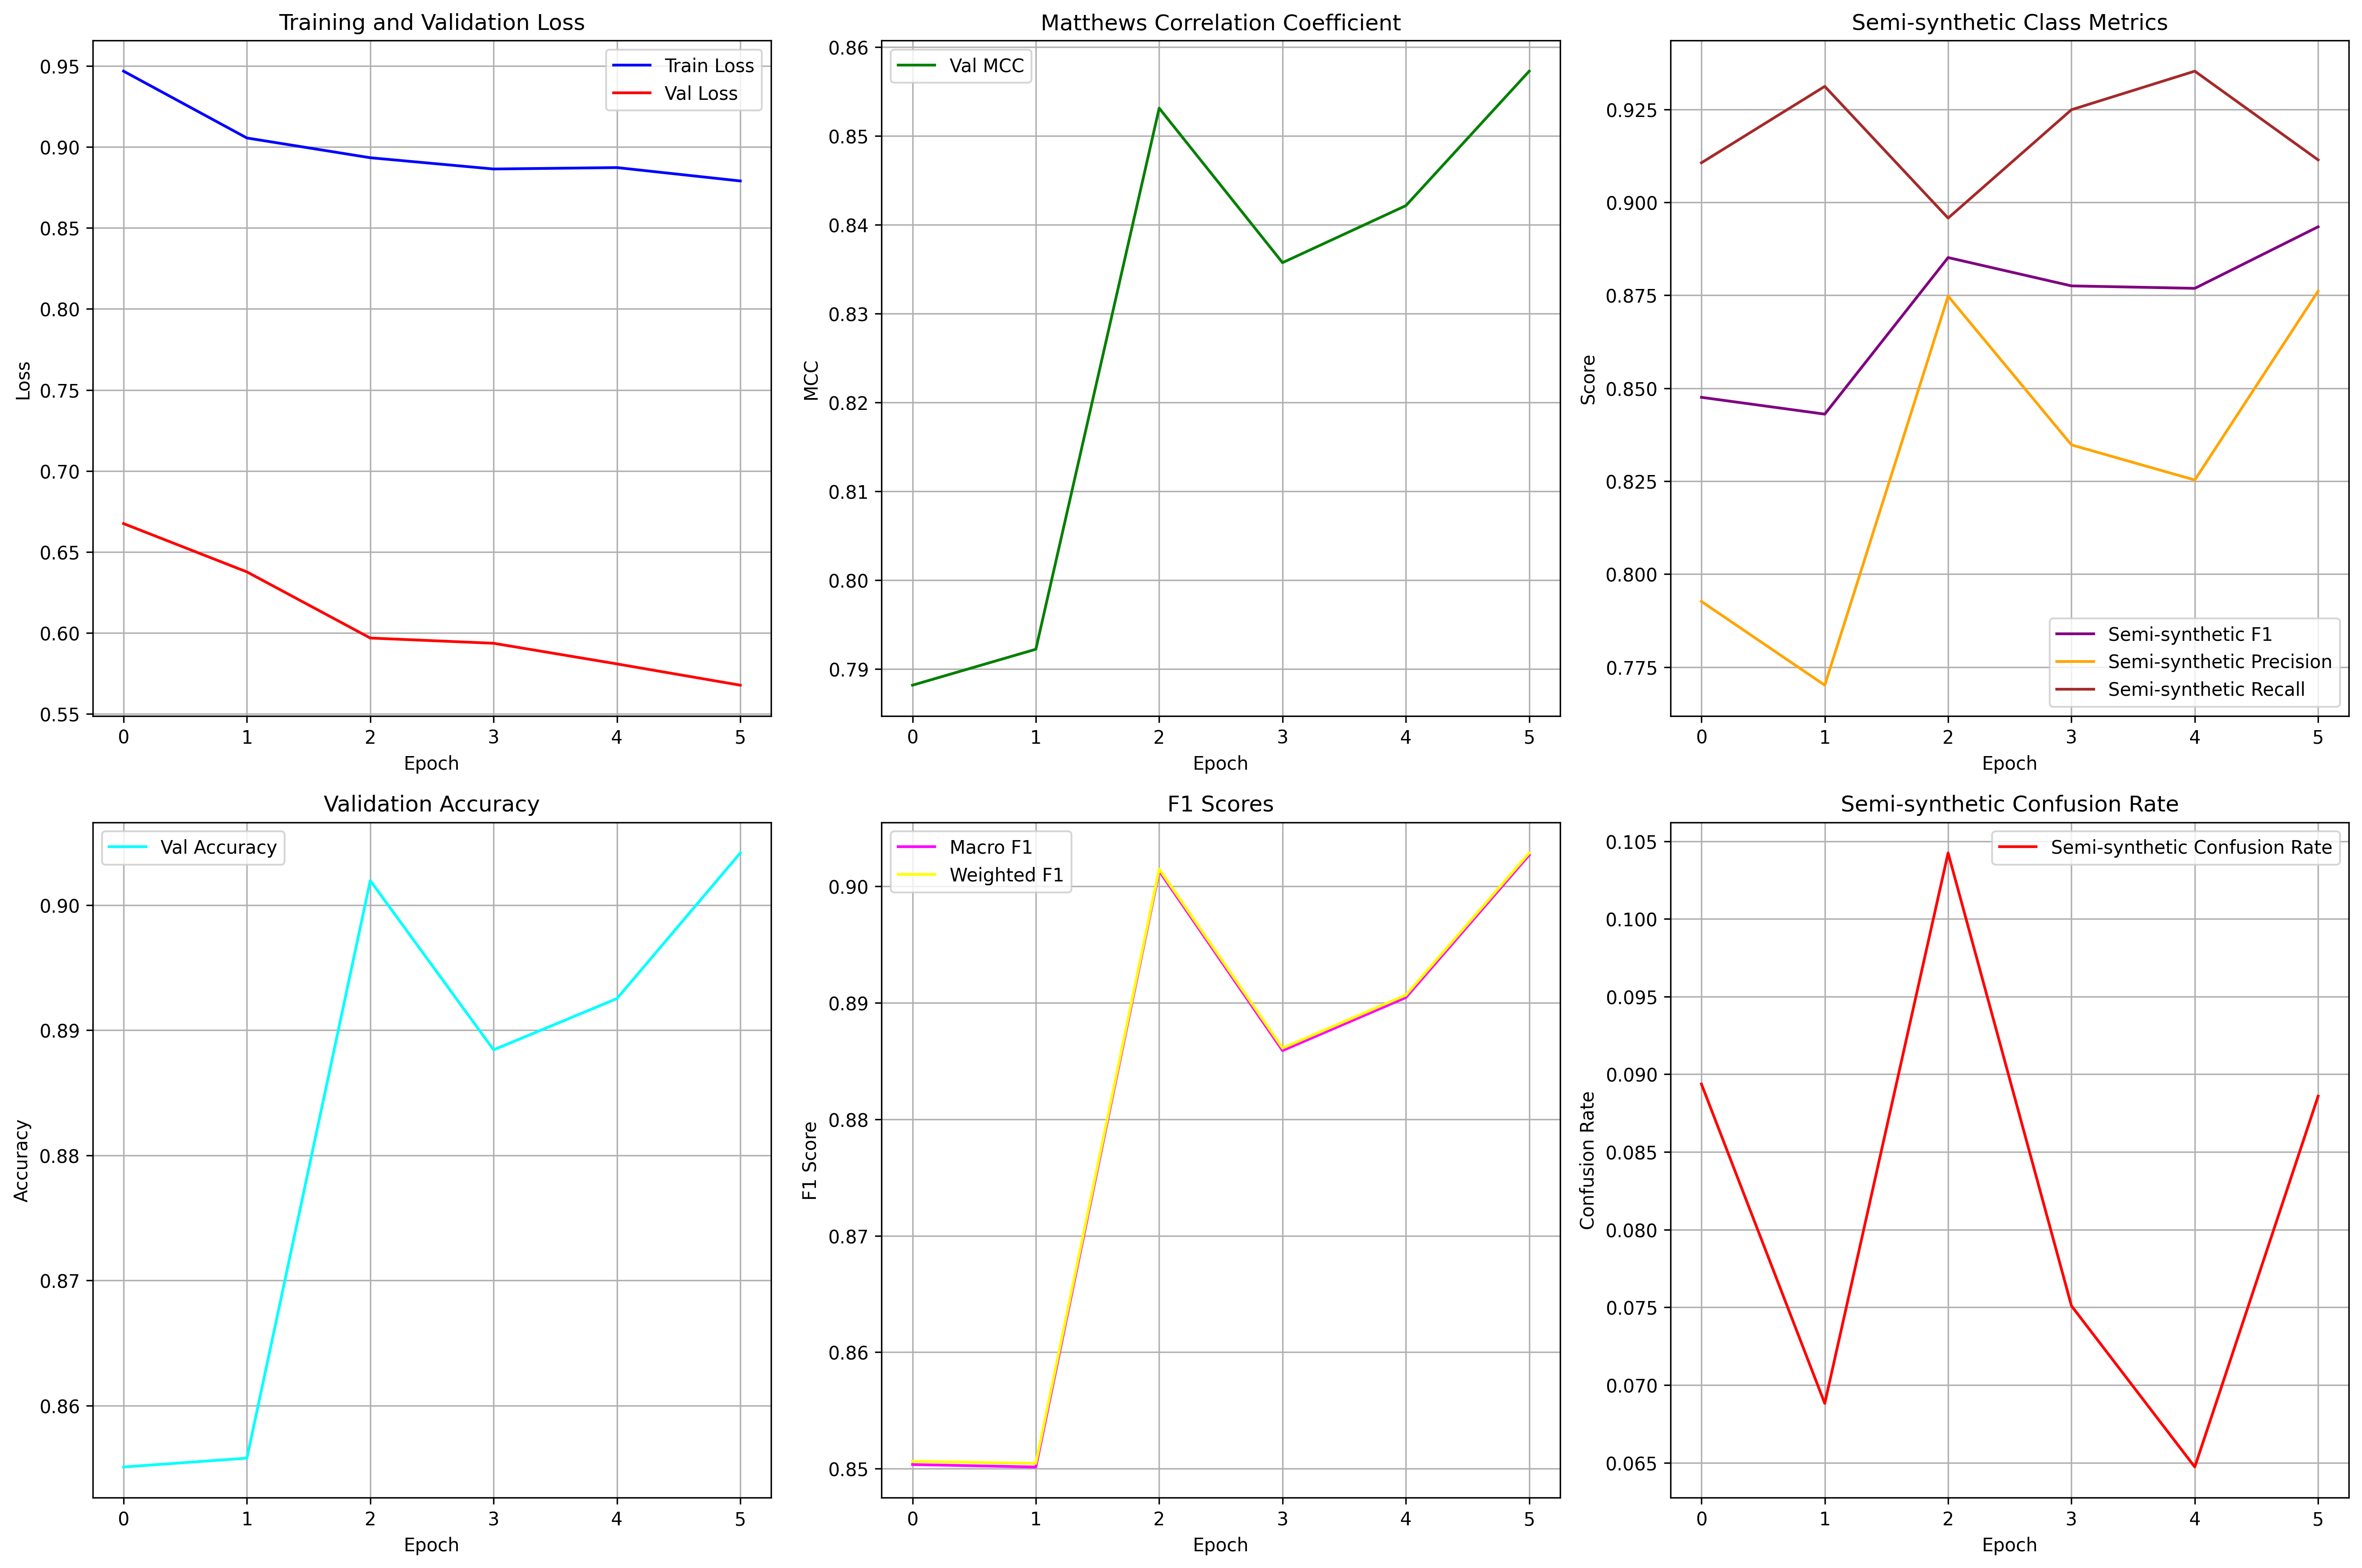 Training and Validation Loss
Loss
0.95
0.90
0.85
0.80
0.75
0.70
0.65
0.60
0.55
Train Loss
Val Loss
0 1 2 3 4 5
Epoch
Matthews Correlation Coefficient
MCC
0.86
0.85
0.84
0.83
0.82
0.81
0.80
0.79
Val MCC
0 1 2 3 4 5
Epoch
Semi-synthetic Class Metrics
Score
0.925
0.900
0.875
0.850
0.825
0.800
0.775
Semi-synthetic F1
Semi-synthetic Precision
Semi-synthetic Recall
0 1 2 3 4 5
Epoch
Validation Accuracy
Accuracy
0.90
0.89
0.88
0.87
0.86
Val Accuracy
0 1 2 3 4 5
Epoch
F1 Scores
F1 Score
0.90
0.89
0.88
0.87
0.86
0.85
Macro F1
Weighted F1
0 1 2 3 4 5
Epoch
Semi-synthetic Confusion Rate
Confusion Rate
0.105
0.100
0.095
0.090
0.085
0.080
0.075
0.070
0.065
Semi-synthetic Confusion Rate
0 1 2 3 4 5
Epoch